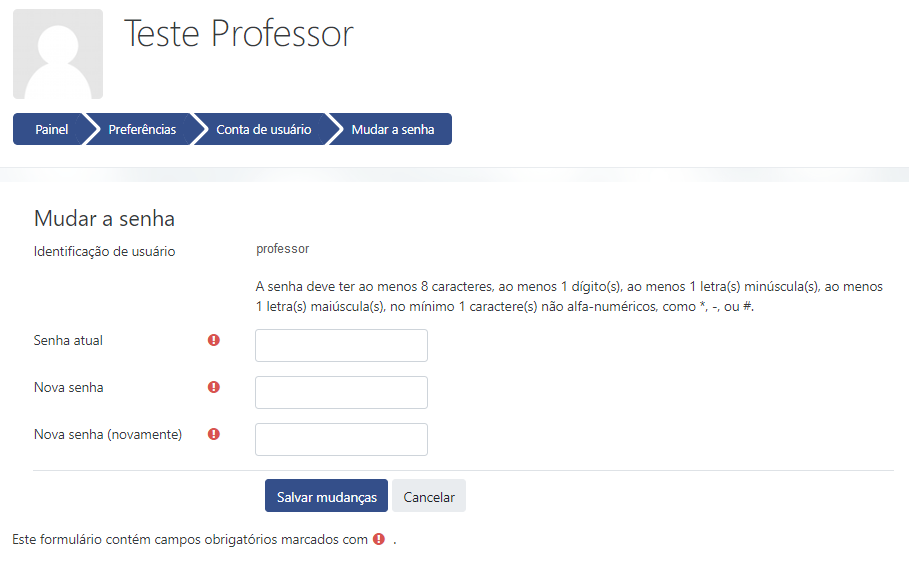 Teste Professor
Painel Preferências Conta de usuário Mudar a senha
Mudar a senha
Identificação de usuário professor
A senha deve ter ao menos 8 caracteres, ao menos 1 dígito(s), ao menos 1 letra(s) minúscula(s), ao menos
1 letra(s) maiúscula(s), no mínimo 1 caractere(s) não alfa-numéricos, como *, -, ou #.
Senha atual
Nova senha
Nova senha (novamente)
Salvar mudanças Cancelar
Este formulário contém campos obrigatórios marcados com .